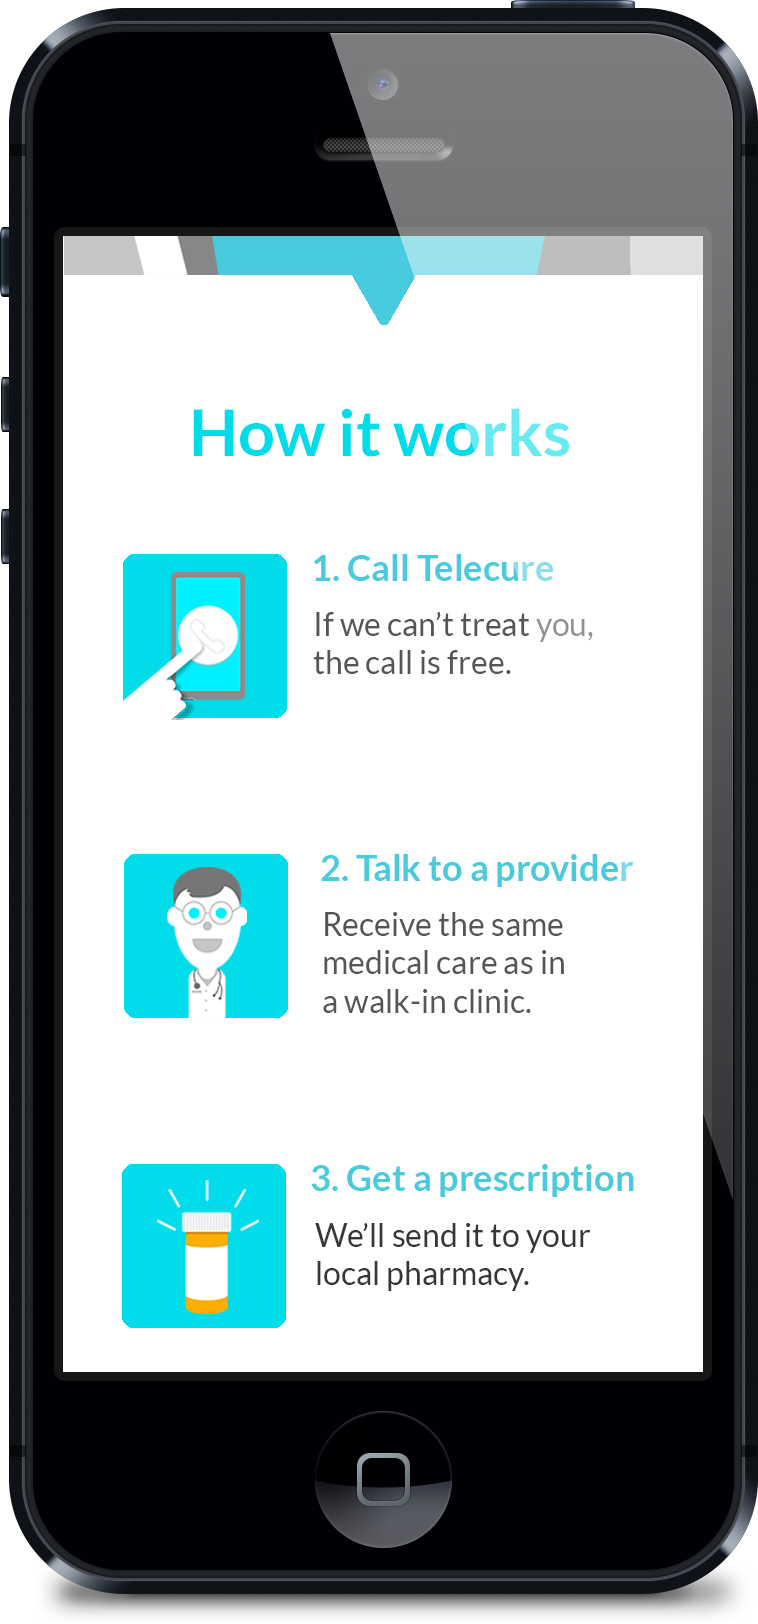 How it works
1. Call Telecure
If we can’t treat you,
the call is free.
2. Talk to a provider
Receive the same
medical care as in
a walk-in clinic.
3. Get a prescription
We’ll send it to your
local pharmacy.